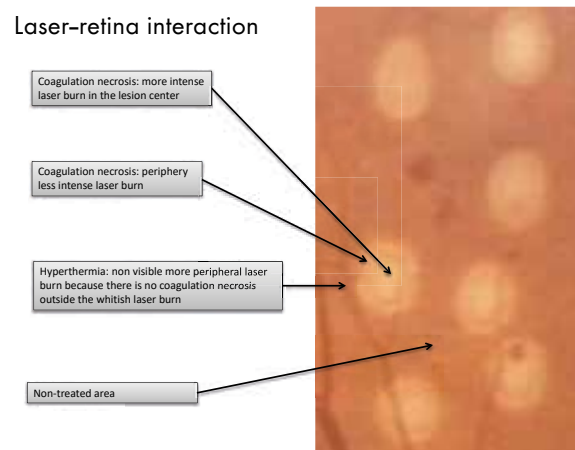 Laser–retina interaction
Coagulation necrosis: more intense
laser burn in the lesion center
Coagulation necrosis: periphery
less intense laser burn
Hyperthermia: non visible more peripheral laser
burn because there is no coagulation necrosis
outside the whitish laser burn
Non-treated area